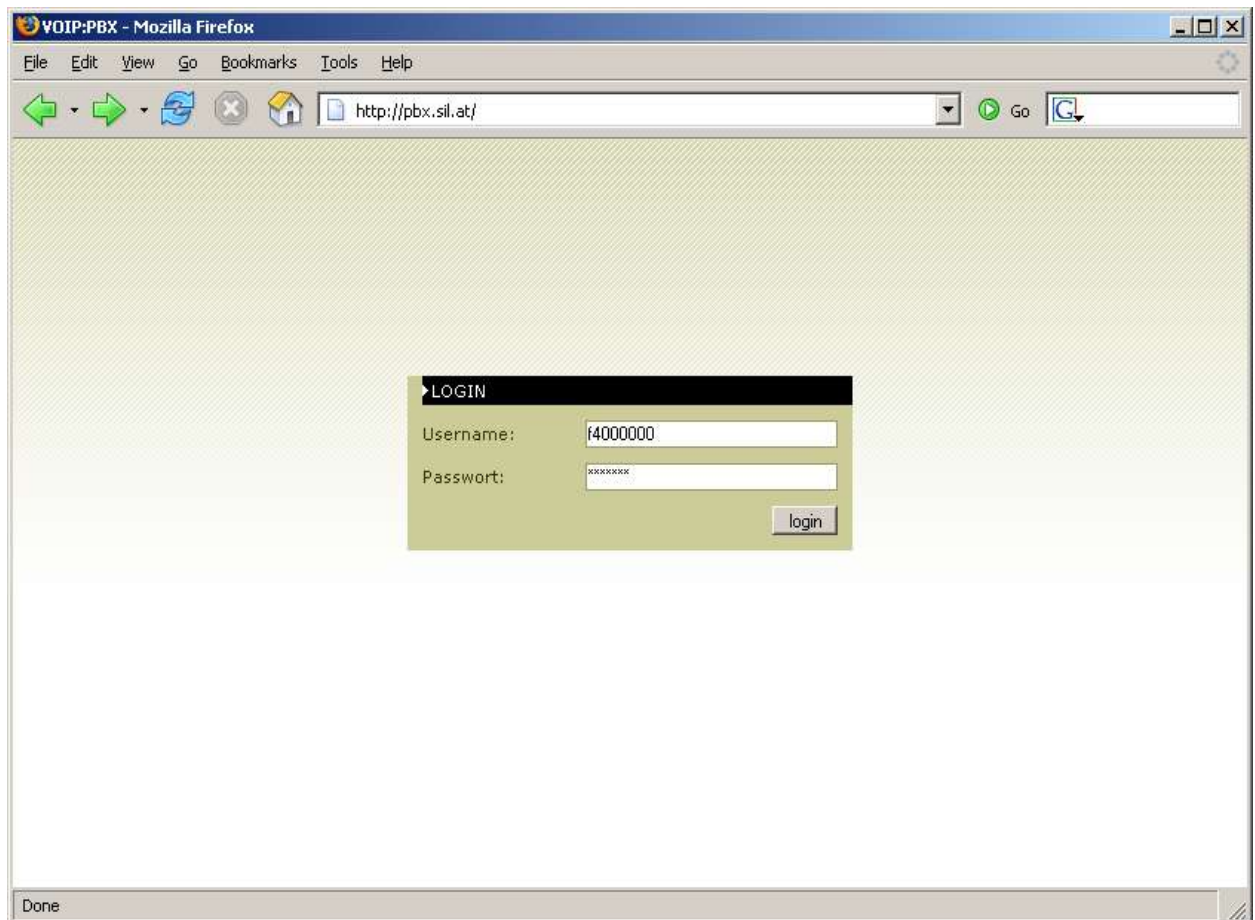 VOIP:PBX - Mozilla Firefox
File Edit View Go Bookmarks Tools Help
http://pbx.sil.at/ Go G
LOGIN
Username: f4000000
Passwort: *******
login
Done